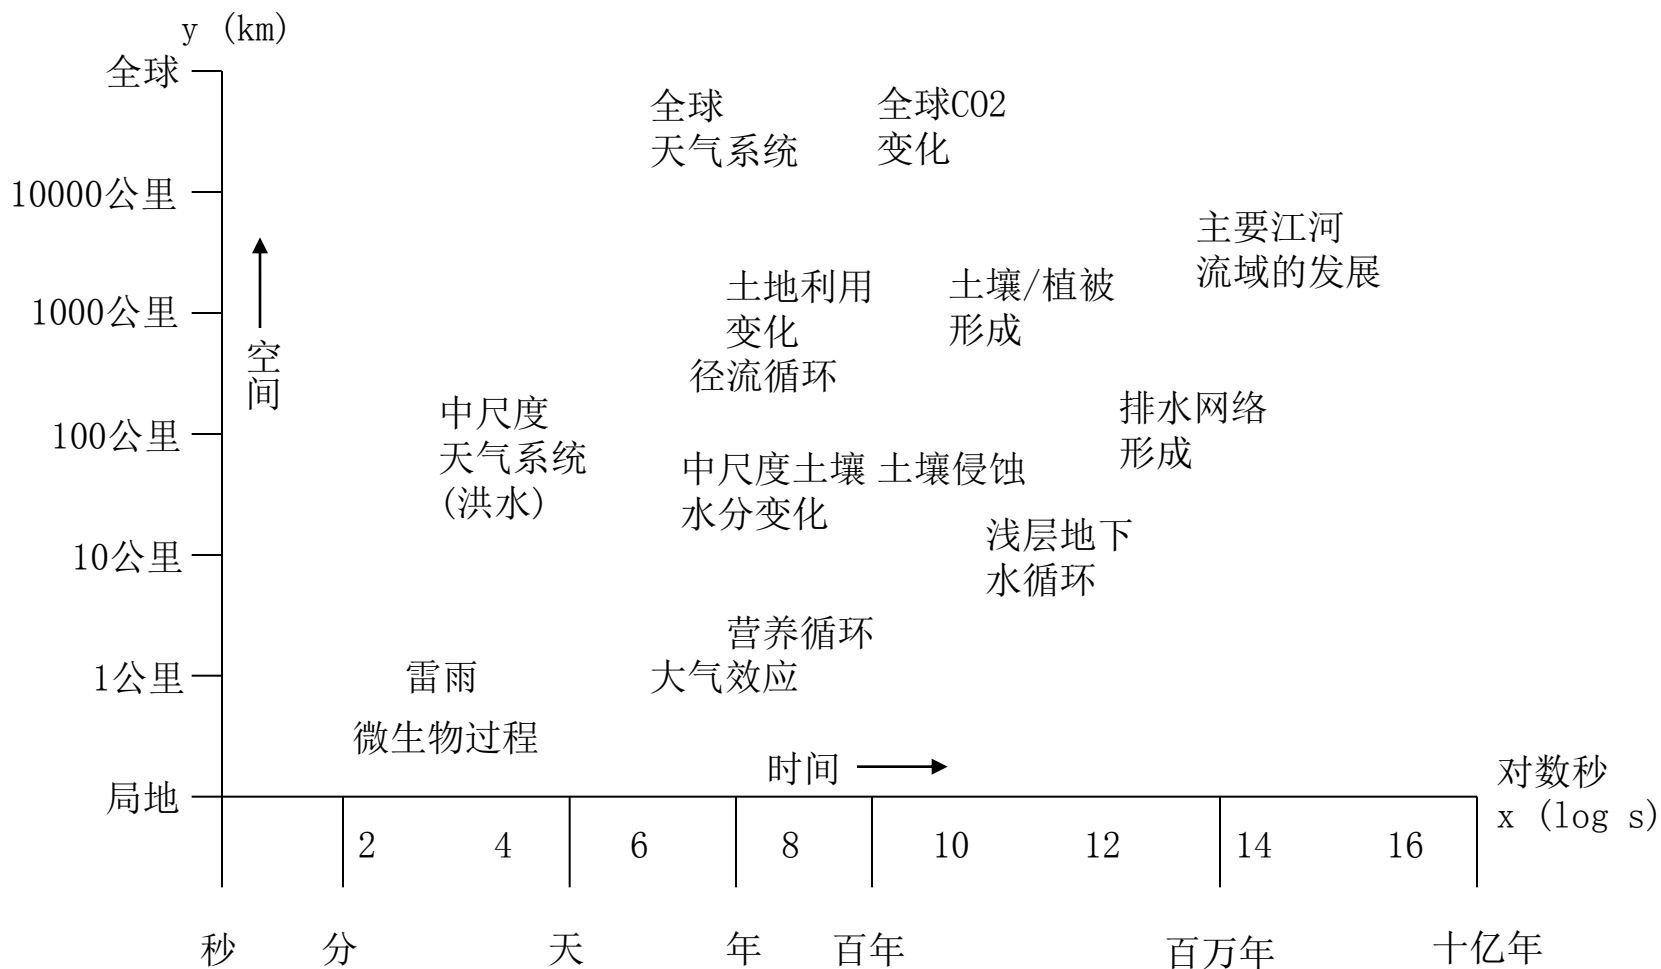 y (km)
全球
全球
天气系统
全球CO2
变化
10000公里
主要江河
流域的发展
土地利用
变化
土壤/植被
形成
1000公里
空间
径流循环
中尺度
天气系统
(洪水)
排水网络
形成
100公里
中尺度土壤
水分变化
土壤侵蚀
浅层地下
水循环
10公里
营养循环
1公里
雷雨
大气效应
微生物过程
时间
局地
对数秒
x (log s)
2 4 6 8 10 12 14 16
秒 分 天 年 百年 百万年 十亿年